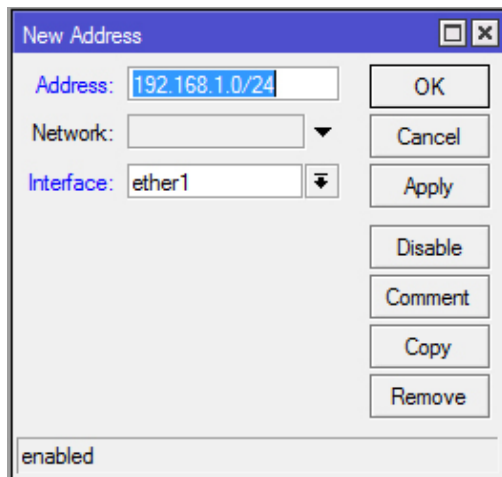 New Address
Address: 192.168.1.0/24
Network:
Interface: ether1
OK
Cancel
Apply
Disable
Comment
Copy
Remove
enabled